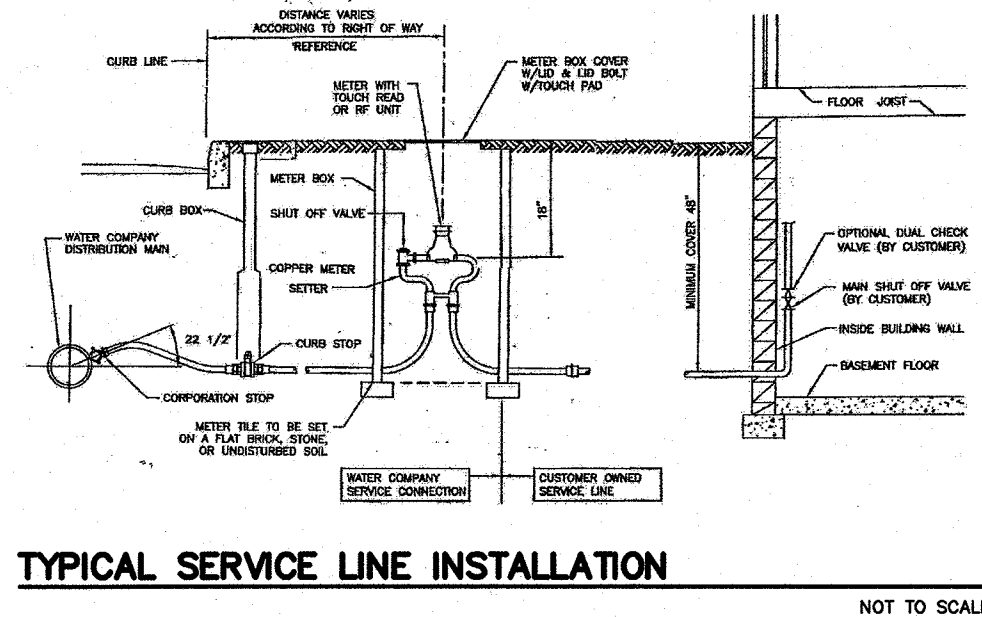 DISTANCE VARIES
ACCORDING TO RIGHT OF WAY
REFERENCE
CURB LINE
METER WITH
TOUCH READ
OR RF UNIT
METER BOX COVER
W/LID & LID BOLT
W/TOUCH PAD
FLOOR JOIST
METER BOX
CURB BOX
SHUT OFF VALVE
18"
MINIMUM COVER 48"
WATER COMPANY
DISTRIBUTION MAIN
COPPER METER
SETTER
OPTIONAL DUAL CHECK
VALVE (BY CUSTOMER)
MAIN SHUT OFF VALVE
(BY CUSTOMER)
INSIDE BUILDING WALL
22 1/2°
CURB STOP
BASEMENT FLOOR
CORPORATION STOP
METER TILE TO BE SET
ON A FLAT BRICK, STONE,
OR UNDISTURBED SOIL
WATER COMPANY
SERVICE CONNECTION
CUSTOMER OWNED
SERVICE LINE
TYPICAL SERVICE LINE INSTALLATION
NOT TO SCALE